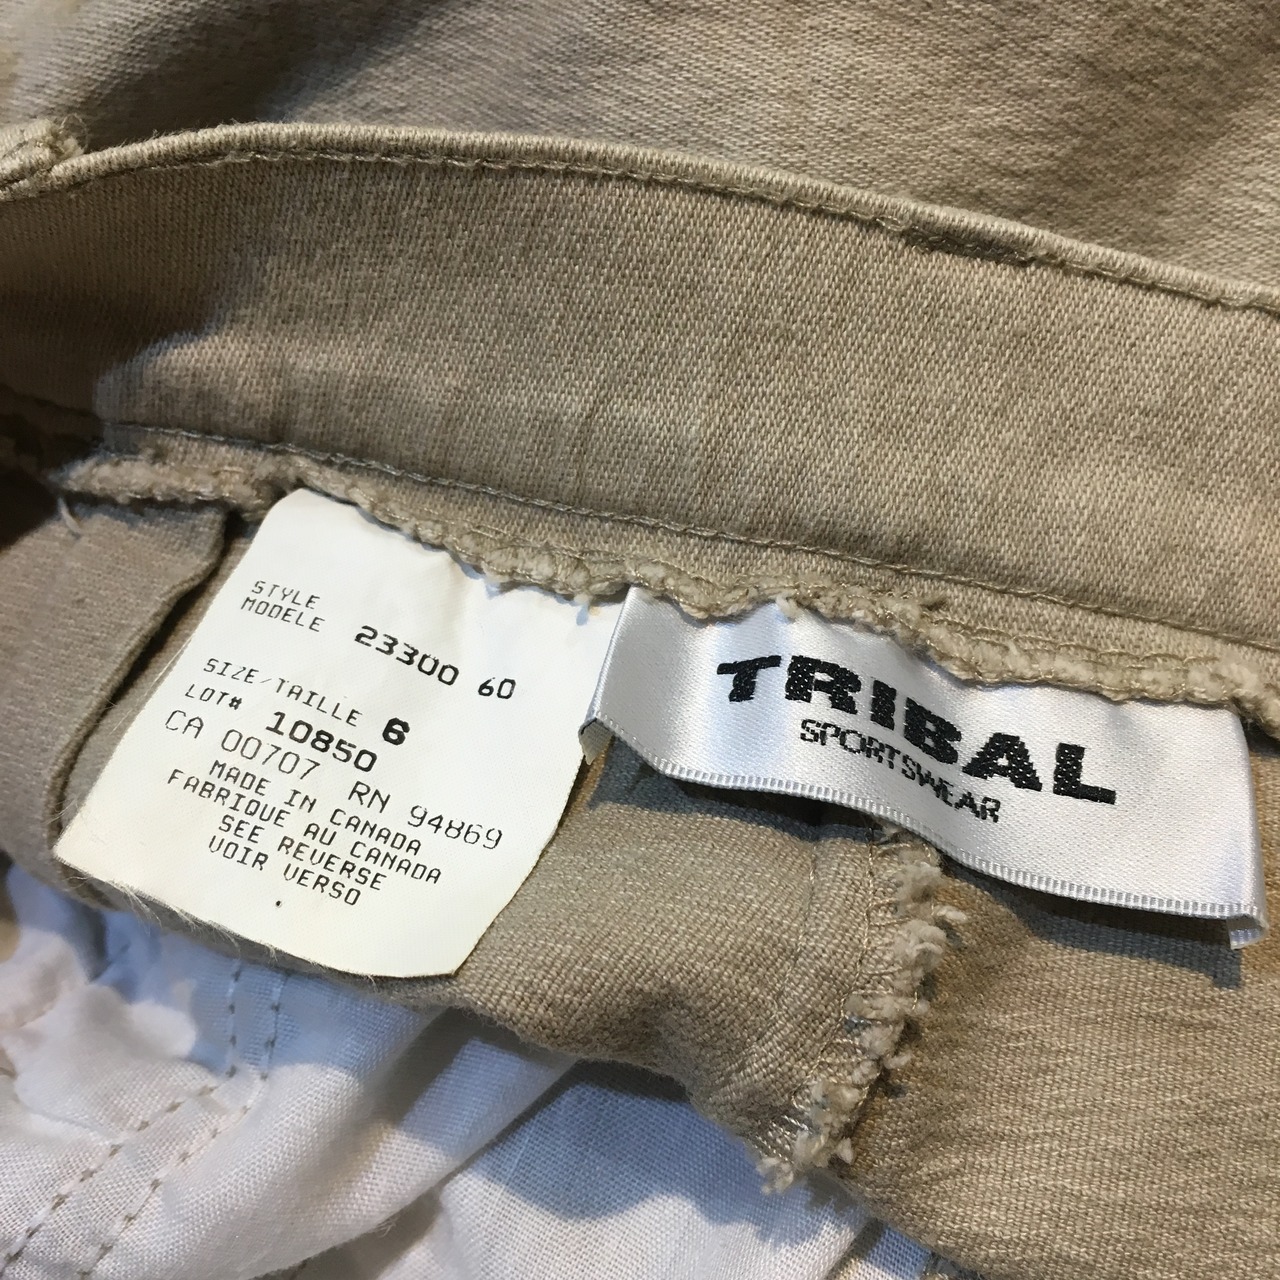 STYLE
MODELE 23300 60
SIZE/TAILLE 6
LOT# 10850
CA 00707 RN 94869
MADE IN CANADA
FABRIQUE AU CANADA
SEE REVERSE
VOIR VERSO
TRIBAL
SPORTSWEAR